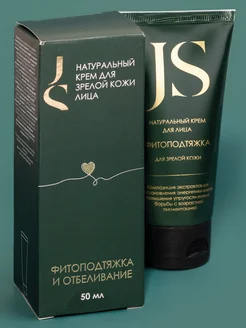 JS
НАТУРАЛЬНЫЙ
КРЕМ ДЛЯ
ЗРЕЛОЙ КОЖИ
ЛИЦА
ФИТОПОДТЯЖКА
И ОТБЕЛИВАНИЕ
50 МЛ
JS
НАТУРАЛЬНЫЙ КРЕМ
ДЛЯ ЛИЦА
ФИТОПОДТЯЖКА
ДЛЯ ЗРЕЛОЙ КОЖИ